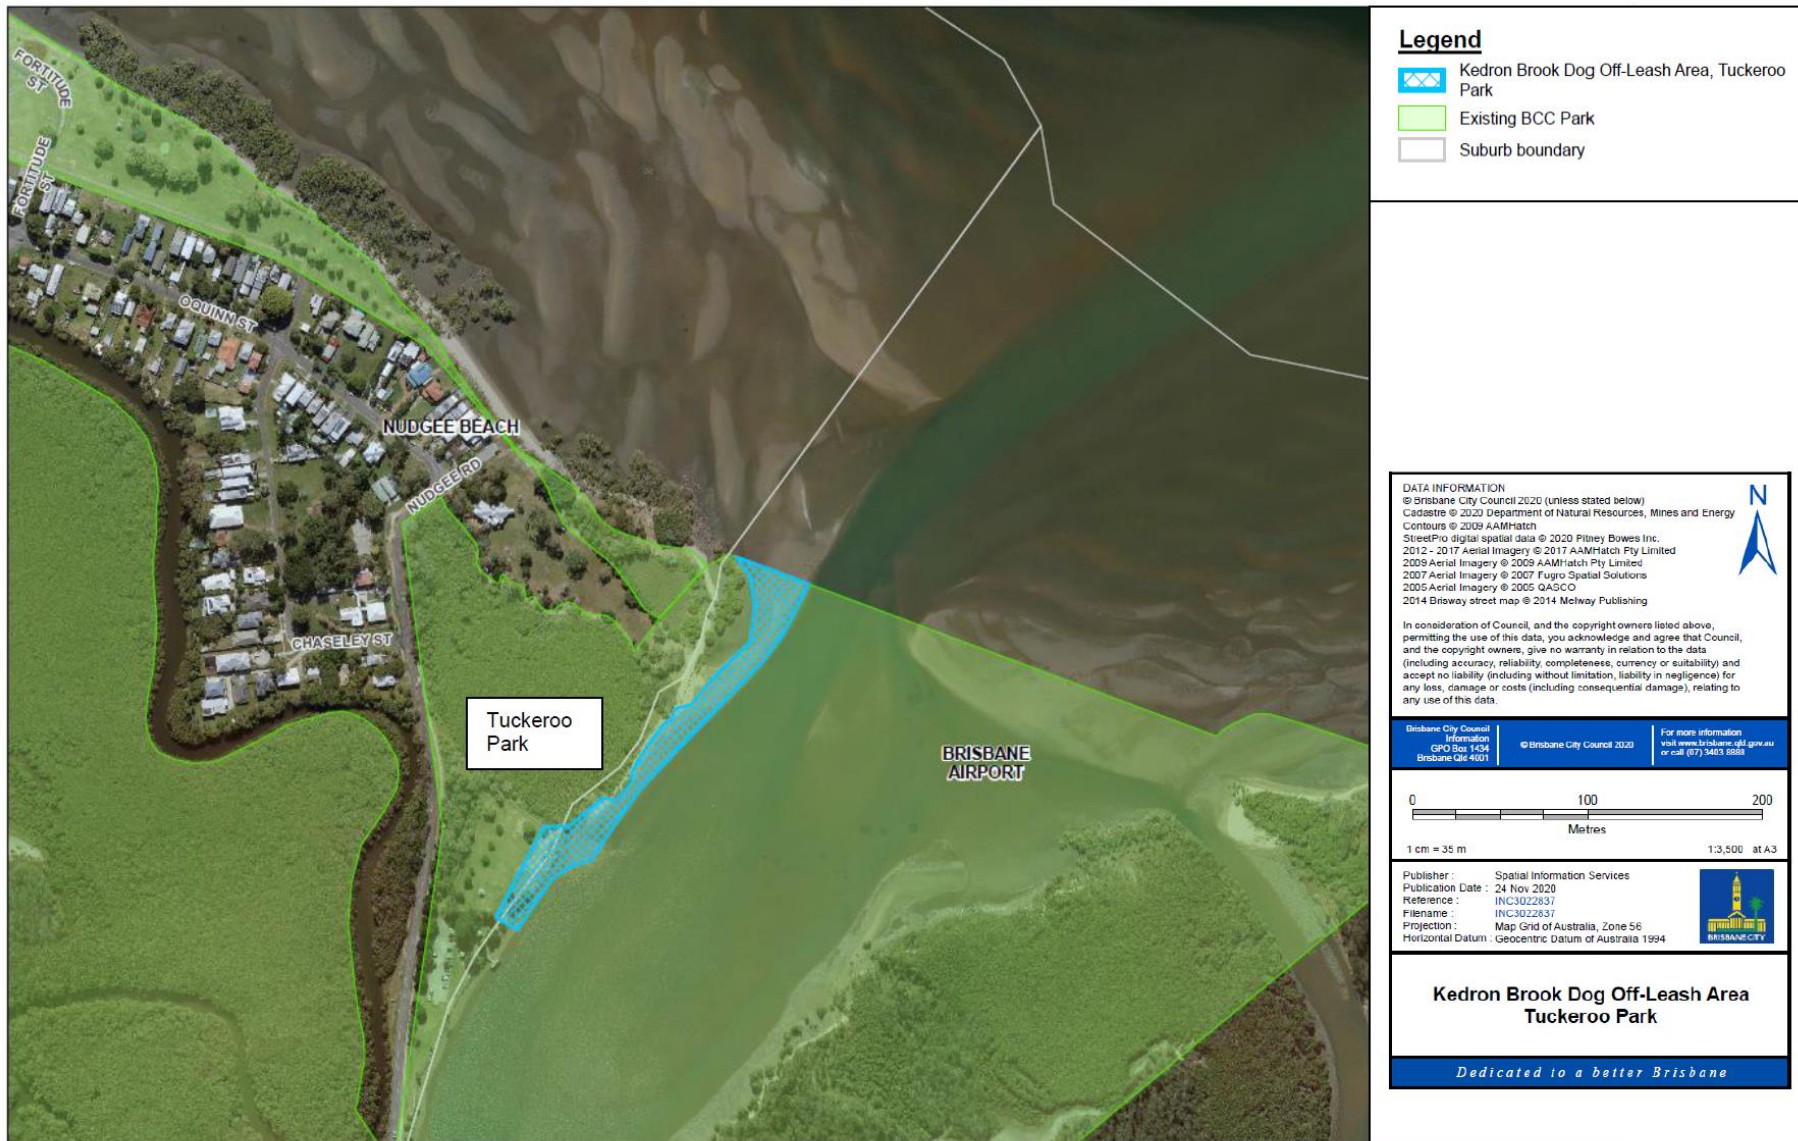 FORTITUDE
ST
FORTITUDE
ST
OQUINN ST
NUDGEE BEACH
NUDGEE RD
CHASELEY ST
Tuckeroo
Park
BRISBANE
AIRPORT
Legend
Kedron Brook Dog Off-Leash Area, Tuckeroo
Park
Existing BCC Park
Suburb boundary
DATA INFORMATION
© Brisbane City Council 2020 (unless stated below)
Cadastre © 2020 Department of Natural Resources, Mines and Energy
Contours © 2009 AAMHatch
StreetPro digital spatial data © 2020 Pitney Bowes Inc.
2012 - 2017 Aerial Imagery © 2017 AAMHatch Pty Limited
2009 Aerial Imagery © 2009 AAMHatch Pty Limited
2007 Aerial Imagery © 2007 Fugro Spatial Solutions
2005 Aerial Imagery © 2005 QASCO
2014 Brisway street map © 2014 Melway Publishing
N
In consideration of Council, and the copyright owners listed above,
permitting the use of this data, you acknowledge and agree that Council,
and the copyright owners, give no warranty in relation to the data
(including accuracy, reliability, completeness, currency or suitability) and
accept no liability (including without limitation, liability in negligence) for
any loss, damage or costs (including consequential damage), relating to
any use of this data.
Brisbane City Council
Information
GPO Box 1434
Brisbane Qld 4001
© Brisbane City Council 2020
For more information
visit www.brisbane.qld.gov.au
or call (07) 3403 8888
0 100 200
Metres
1 cm = 35 m 1:3,500 at A3
Publisher : Spatial Information Services
Publication Date : 24 Nov 2020
Reference : INC3022837
Filename : INC3022837
Projection : Map Grid of Australia, Zone 56
Horizontal Datum : Geocentric Datum of Australia 1994
BRISBANE CITY
Kedron Brook Dog Off-Leash Area
Tuckeroo Park
Dedicated to a better Brisbane